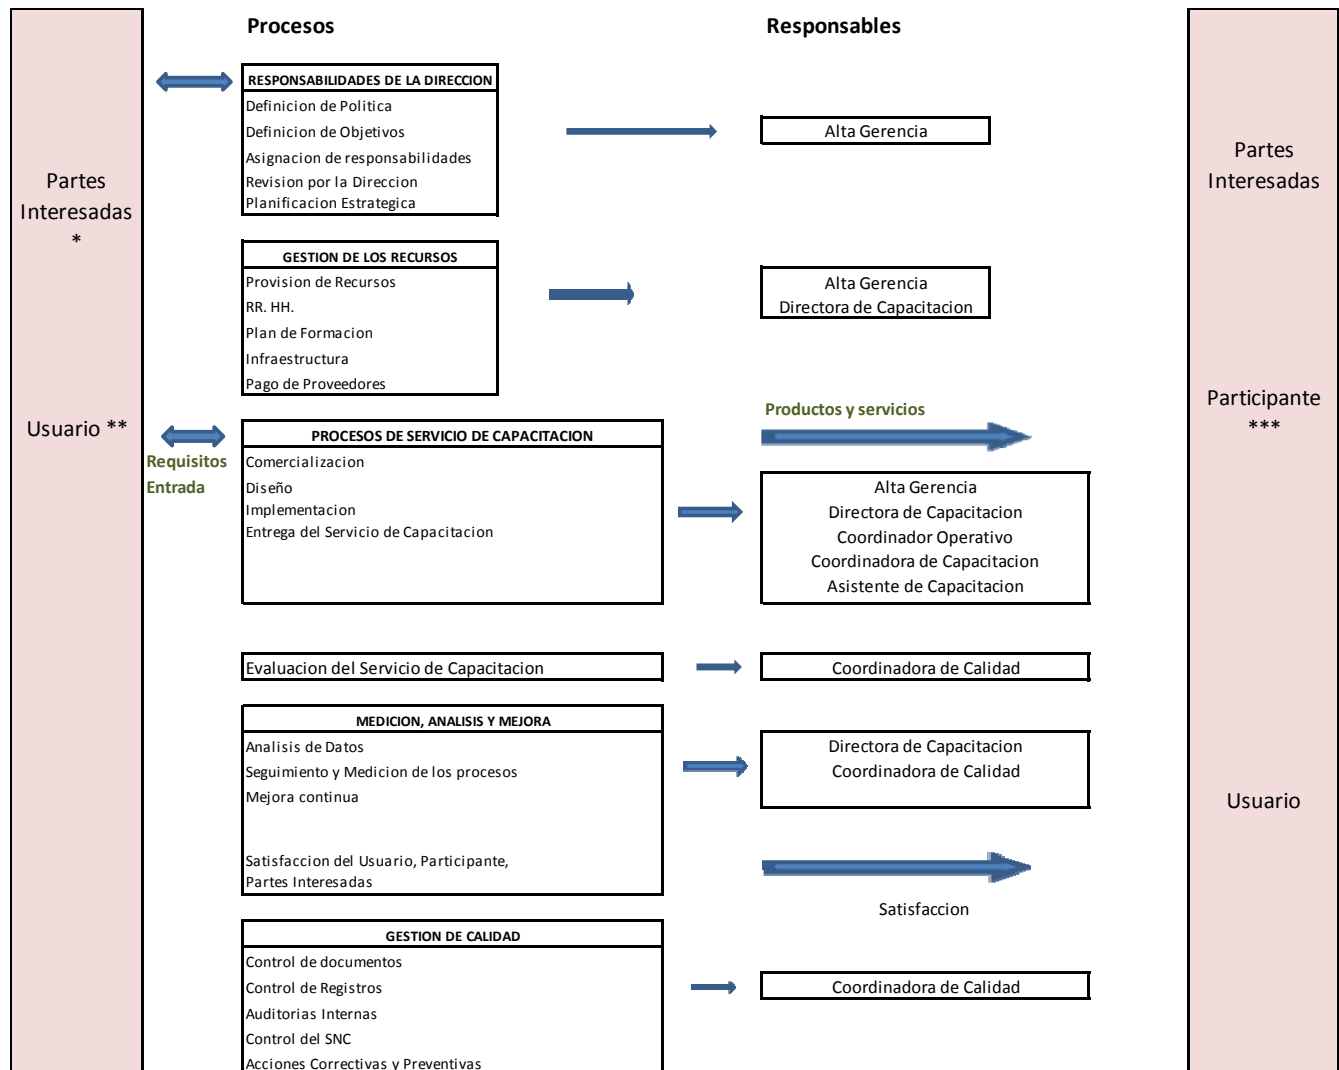 Procesos
Responsables
Partes
Interesadas
*
Usuario **
RESPONSABILIDADES DE LA DIRECCION
Definicion de Politica
Definicion de Objetivos
Asignacion de responsabilidades
Revision por la Direccion
Planificacion Estrategica
Alta Gerencia
GESTION DE LOS RECURSOS
Provision de Recursos
RR. HH.
Plan de Formacion
Infraestructura
Pago de Proveedores
Alta Gerencia
Directora de Capacitacion
Requisitos
Entrada
PROCESOS DE SERVICIO DE CAPACITACION
Comercializacion
Diseño
Implementacion
Entrega del Servicio de Capacitacion
Productos y servicios
Alta Gerencia
Directora de Capacitacion
Coordinador Operativo
Coordinadora de Capacitacion
Asistente de Capacitacion
Evaluacion del Servicio de Capacitacion
Coordinadora de Calidad
MEDICION, ANALISIS Y MEJORA
Analisis de Datos
Seguimiento y Medicion de los procesos
Mejora continua
Satisfaccion del Usuario, Participante,
Partes Interesadas
Directora de Capacitacion
Coordinadora de Calidad
Satisfaccion
GESTION DE CALIDAD
Control de documentos
Control de Registros
Auditorias Internas
Control del SNC
Acciones Correctivas y Preventivas
Coordinadora de Calidad
Partes
Interesadas
Participante
***
Usuario